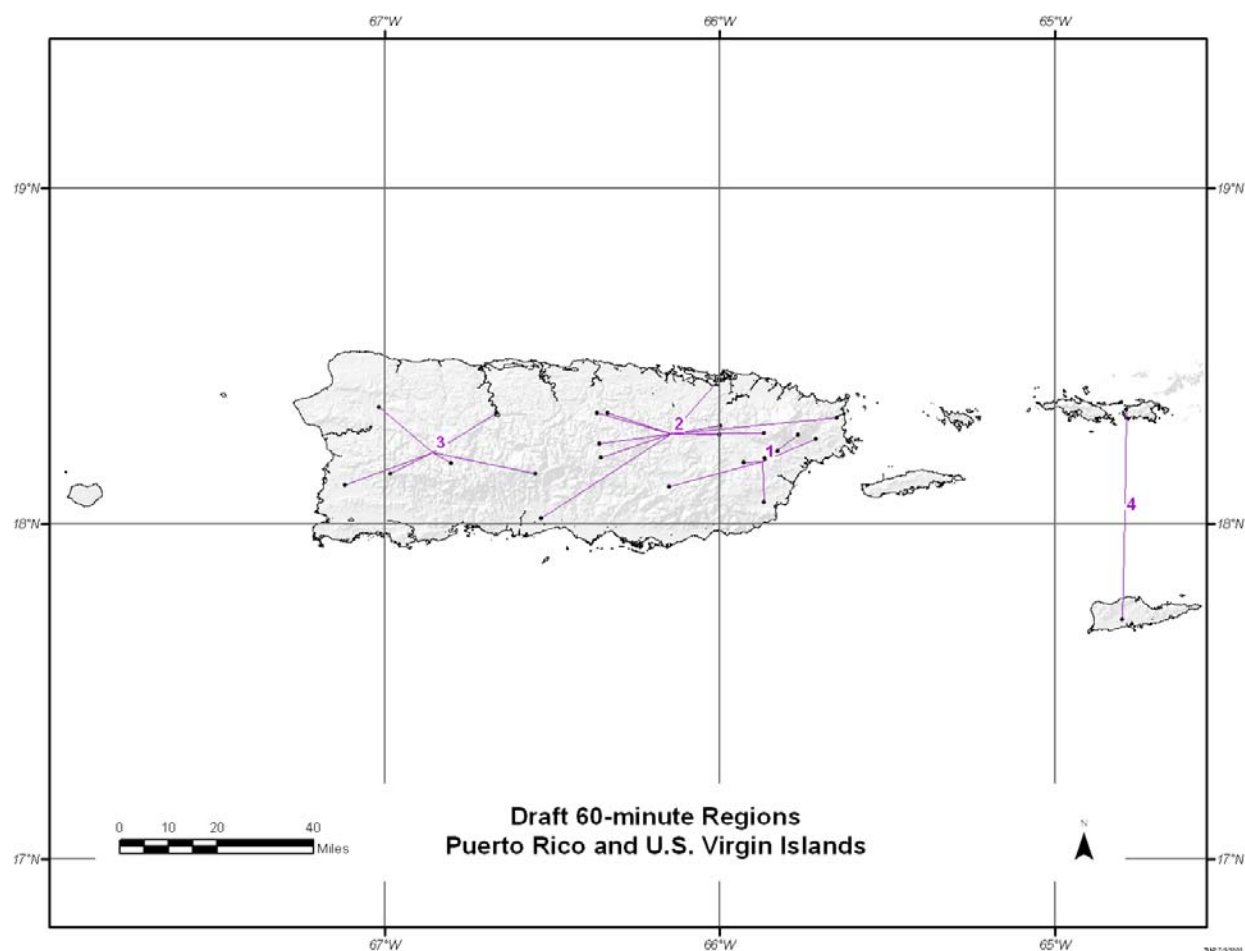 67°W 66°W 65°W
19°N 19°N
2
3
1
4
18°N 18°N
Draft 60-minute Regions
Puerto Rico and U.S. Virgin Islands
0 10 20 40
Miles
N
17°N 17°N
67°W 66°W 65°W